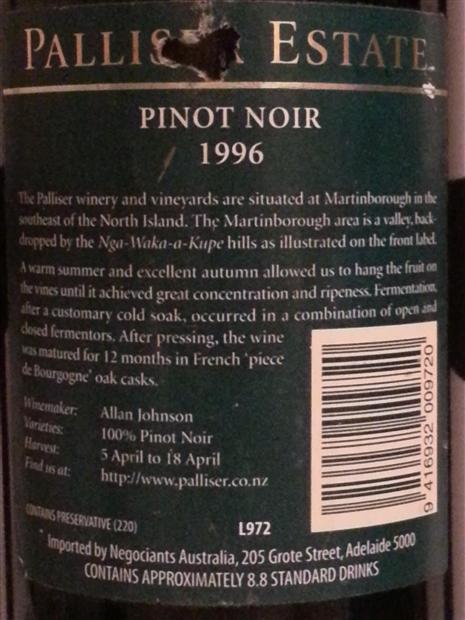 PALLISER ESTATE
PINOT NOIR
1996
The Palliser winery and vineyards are situated at Martinborough in the
southeast of the North Island. The Martinborough area is a valley, back-
dropped by the Nga-Waka-a-Kupe hills as illustrated on the front label.
A warm summer and excellent autumn allowed us to hang the fruit on
the vines until it achieved great concentration and ripeness. Fermentation,
after a customary cold soak, occurred in a combination of open and
closed fermentors. After pressing, the wine
was matured for 12 months in French 'piece
de Bourgogne' oak casks.
Winemaker: Allan Johnson
Varieties: 100% Pinot Noir
Harvest: 5 April to 18 April
Find us at: http://www.palliser.co.nz
9 416932 009720
CONTAINS PRESERVATIVE (220) L972
Imported by Negociants Australia, 205 Grote Street, Adelaide 5000
CONTAINS APPROXIMATELY 8.8 STANDARD DRINKS